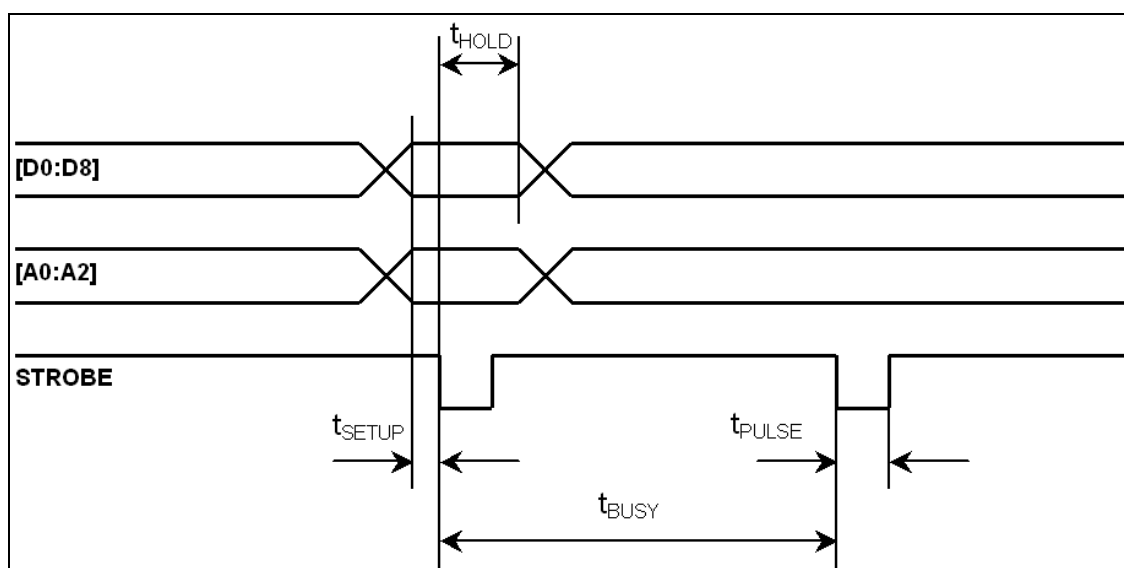 tHOLD
[D0:D8]
[A0:A2]
STROBE
tSETUP
tPULSE
tBUSY